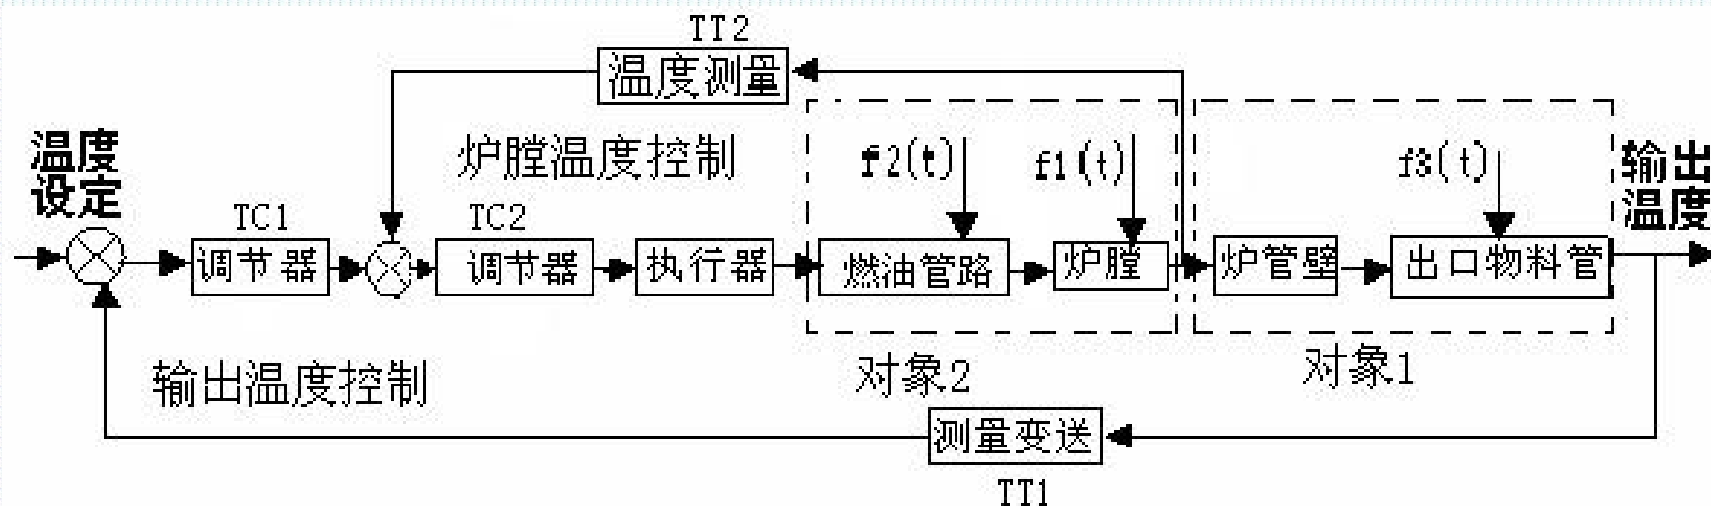 TT2
温度测量
炉膛温度控制
f2(t)
f1(t)
f3(t)
温度
设定
输出
温度
TC1
TC2
调节器
调节器
执行器
燃油管路
炉膛
炉管壁
出口物料管
输出温度控制
对象2
对象1
测量变送
TT1